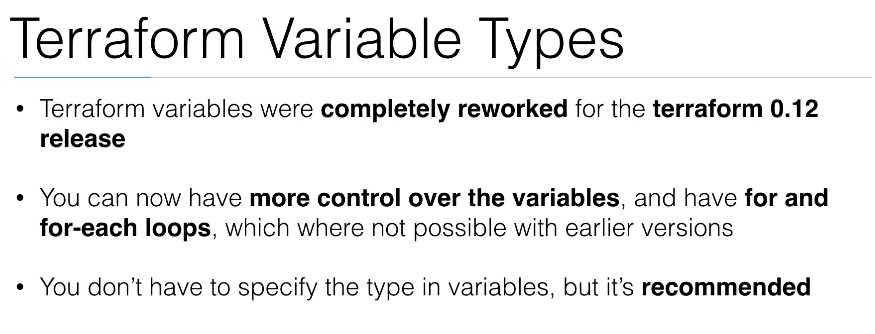 Terraform Variable Types
• Terraform variables were completely reworked for the terraform 0.12
release
• You can now have more control over the variables, and have for and
for-each loops, which where not possible with earlier versions
• You don't have to specify the type in variables, but it's recommended